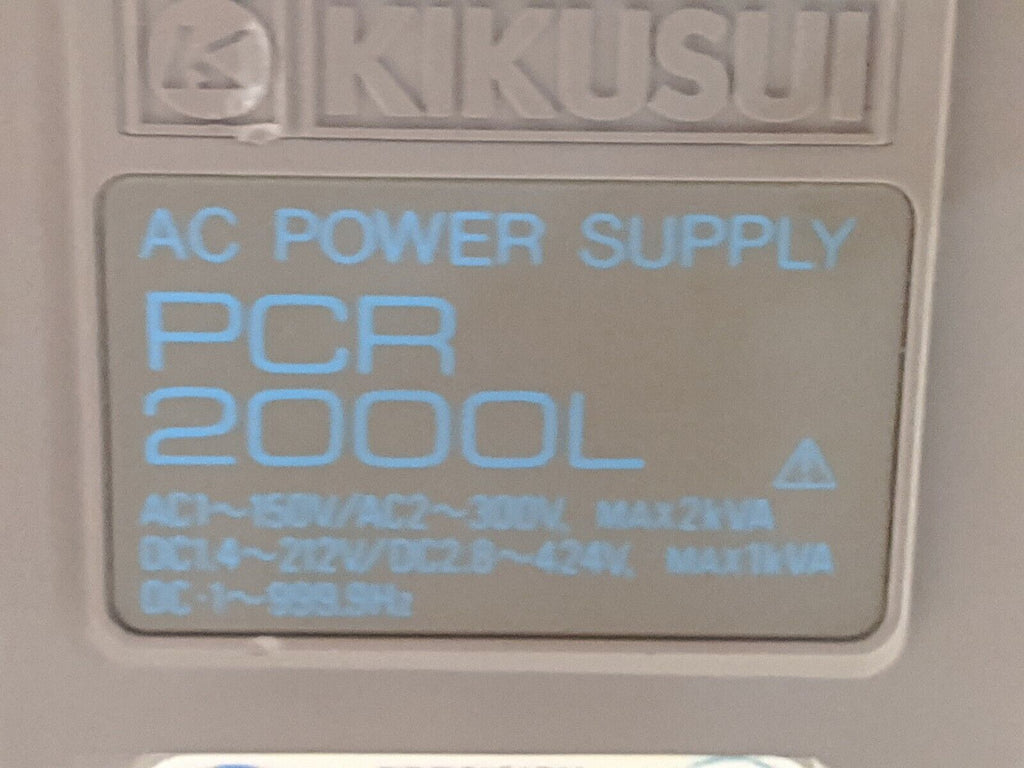 K KIKUSUI
AC POWER SUPPLY
PCR
2000L
AC1~150V/AC2~300V, MAX2kVA
DC1.4~212V/DC2.8~424V, MAX1kVA
DC·1~999.9Hz